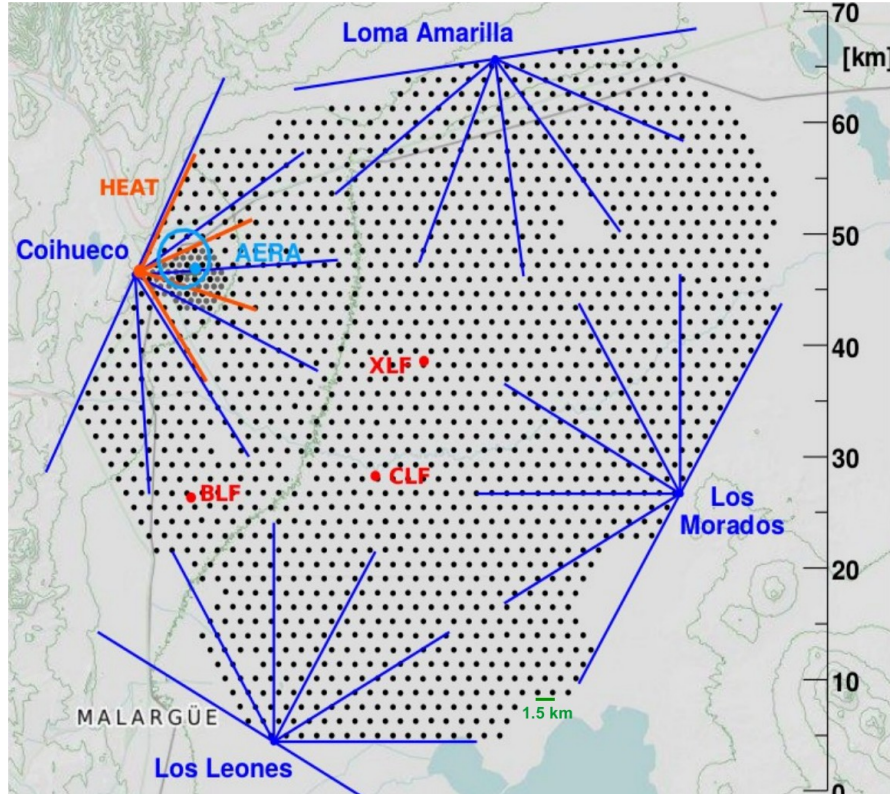 70
Loma Amarilla
[km]
60
HEAT
50
Coihueco
AERA
40
XLF
30
CLF
BLF
Los
Morados
20
10
1.5 km
MALARGÜE
Los Leones
0